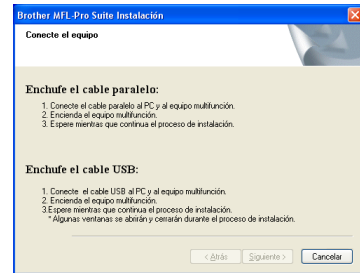 Brother MFL-Pro Suite Instalación
Conecte el equipo
Enchufe el cable paralelo:
1. Conecte el cable paralelo al PC y al equipo multifunción.
2. Encienda el equipo multifunción.
3. Espere mientras que continua el proceso de instalación.
Enchufe el cable USB:
1. Conecte el cable USB al PC y al equipo multifunción.
2. Encienda el equipo multifunción.
3.Espere mientras que continua el proceso de instalación.
* Algunas ventanas se abrirán y cerrarán durante el proceso de instalación.
< Atrás
Siguiente >
Cancelar